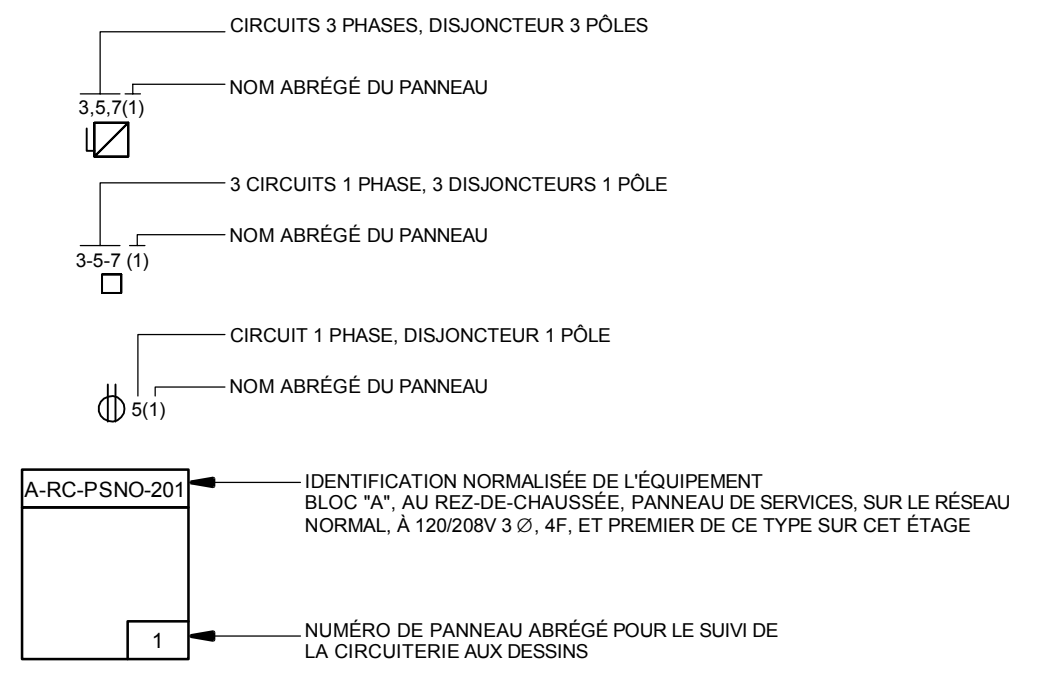 CIRCUITS 3 PHASES, DISJONCTEUR 3 PÔLES
NOM ABRÉGÉ DU PANNEAU
3,5,7(1)
3 CIRCUITS 1 PHASE, 3 DISJONCTEURS 1 PÔLE
NOM ABRÉGÉ DU PANNEAU
3-5-7 (1)
CIRCUIT 1 PHASE, DISJONCTEUR 1 PÔLE
NOM ABRÉGÉ DU PANNEAU
5(1)
A-RC-PSNO-201
IDENTIFICATION NORMALISÉE DE L'ÉQUIPEMENT
BLOC "A", AU REZ-DE-CHAUSSÉE, PANNEAU DE SERVICES, SUR LE RÉSEAU
NORMAL, À 120/208V 3 ∅, 4F, ET PREMIER DE CE TYPE SUR CET ÉTAGE
1
NUMÉRO DE PANNEAU ABRÉGÉ POUR LE SUIVI DE
LA CIRCUITERIE AUX DESSINS